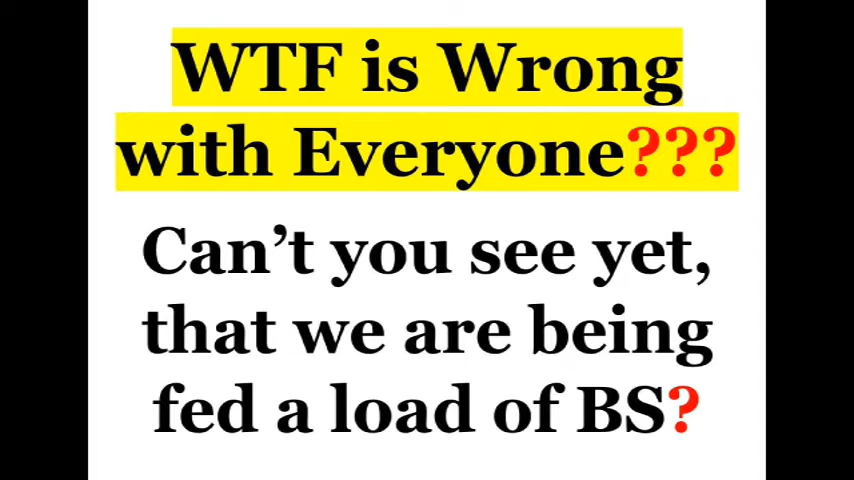 WTF is Wrong
with Everyone???
Can’t you see yet,
that we are being
fed a load of BS?